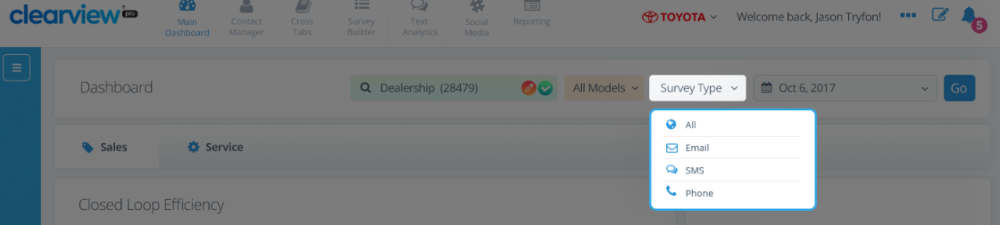 clearview pro
Main
Dashboard
Contact
Manager
Cross
Tabs
Survey
Builder
Text
Analytics
Social
Media
Reporting
TOYOTA
Welcome back, Jason Tryfon!
5
Dashboard
Dealership (28479)
All Models
Survey Type
Oct 6, 2017
Go
All
Email
SMS
Phone
Sales
Service
Closed Loop Efficiency